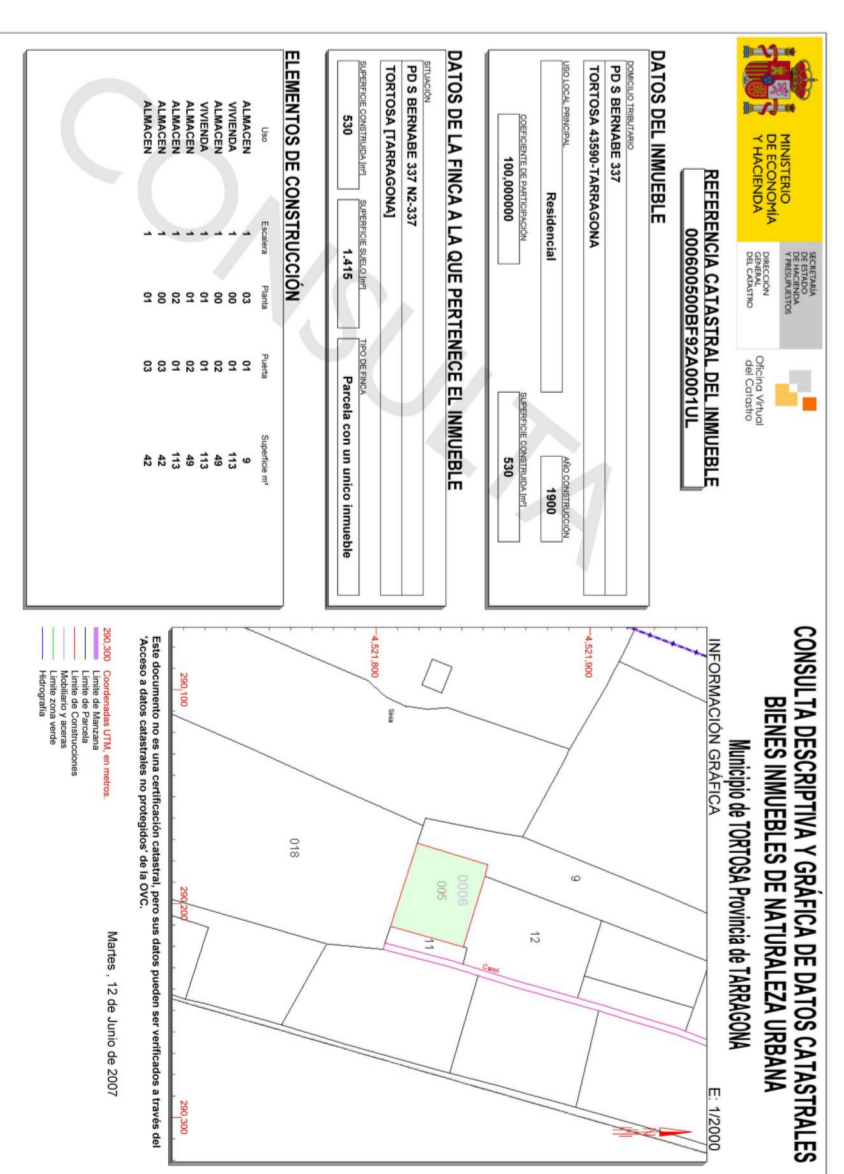 MINISTERIO
DE ECONOMÍA
Y HACIENDA
SECRETARÍA
DE ESTADO
DE HACIENDA
Y PRESUPUESTOS
DIRECCIÓN
GENERAL
DEL CATASTRO
Oficina Virtual
del Catastro
REFERENCIA CATASTRAL DEL INMUEBLE
000600500BF92A0001UL
DATOS DEL INMUEBLE
DOMICILIO TRIBUTARIO
PD S BERNABE 337
TORTOSA 43590-TARRAGONA
USO LOCAL PRINCIPAL
Residencial
AÑO CONSTRUCCIÓN
1900
COEFICIENTE DE PARTICIPACIÓN
100,000000
SUPERFICIE CONSTRUIDA [m²]
530
DATOS DE LA FINCA A LA QUE PERTENECE EL INMUEBLE
SITUACIÓN
PD S BERNABE 337 N2-337
TORTOSA [TARRAGONA]
SUPERFICIE CONSTRUIDA [m²]
530
SUPERFICIE SUELO [m²]
1.415
TIPO DE FINCA
Parcela con un unico inmueble
ELEMENTOS DE CONSTRUCCIÓN
Uso Escalera Planta Puerta Superficie m²
ALMACEN 1 03 01 9
VIVIENDA 1 00 01 113
ALMACEN 1 00 02 49
VIVIENDA 1 01 01 113
ALMACEN 1 01 02 49
ALMACEN 1 02 01 113
ALMACEN 1 00 03 42
ALMACEN 1 01 03 42
CONSULTA
CONSULTA DESCRIPTIVA Y GRÁFICA DE DATOS CATASTRALES
BIENES INMUEBLES DE NATURALEZA URBANA
Municipio de TORTOSA Provincia de TARRAGONA
INFORMACIÓN GRÁFICA E: 1/2000
4,521,900
4,521,800
9
12
0006
005
11
Camí
Sinia
018
290,100
290,200
290,300
Este documento no es una certificación catastral, pero sus datos pueden ser verificados a través del
'Acceso a datos catastrales no protegidos' de la OVC.
290,300 Coordenadas UTM, en metros.
Límite de Manzana
Límite de Parcela
Límite de Construcciones
Mobiliario y aceras
Límite zona verde
Hidrografía
Martes , 12 de Junio de 2007